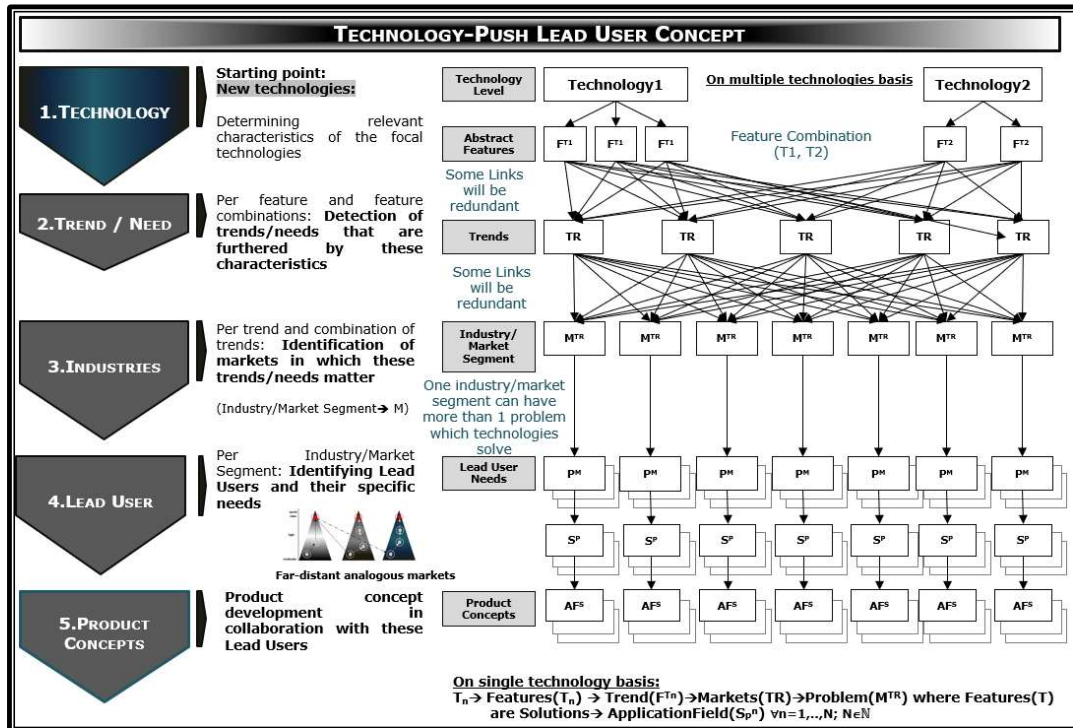 TECHNOLOGY-PUSH LEAD USER CONCEPT
1.TECHNOLOGY
Starting point:
New technologies:
Determining relevant
characteristics of the focal
technologies
2.TREND / NEED
Per feature and feature
combinations: Detection of
trends/needs that are
furthered by these
characteristics
3.INDUSTRIES
Per trend and combination of
trends: Identification of
markets in which these
trends/needs matter
(Industry/Market Segment➔ M)
4.LEAD USER
Per Industry/Market
Segment: Identifying Lead
Users and their specific
needs
Far-distant analogous markets
5.PRODUCT
CONCEPTS
Product concept
development in
collaboration with these
Lead Users
Technology
Level
Technology1
On multiple technologies basis
Technology2
Abstract
Features
Fᵀ¹ Fᵀ¹ Fᵀ¹
Feature Combination
(T1, T2)
Fᵀ² Fᵀ²
Some Links
will be
redundant
Trends
TR TR TR TR TR
Some Links
will be
redundant
Industry/
Market
Segment
Mᵀᴿ Mᵀᴿ Mᵀᴿ Mᵀᴿ Mᵀᴿ Mᵀᴿ Mᵀᴿ
One industry/market
segment can have
more than 1 problem
which technologies
solve
Lead User
Needs
Pᴹ Pᴹ Pᴹ Pᴹ Pᴹ Pᴹ Pᴹ
Sᴾ Sᴾ Sᴾ Sᴾ Sᴾ Sᴾ Sᴾ
Product
Concepts
AFˢ AFˢ AFˢ AFˢ AFˢ AFˢ AFˢ
On single technology basis:
Tₙ➔ Features(Tₙ) ➔ Trend(Fᵀⁿ)➔Markets(TR)➔Problem(Mᵀᴿ) where Features(T)
are Solutions➔ ApplicationField(Sₚⁿ) ∀n=1,..,N; N∈ℕ